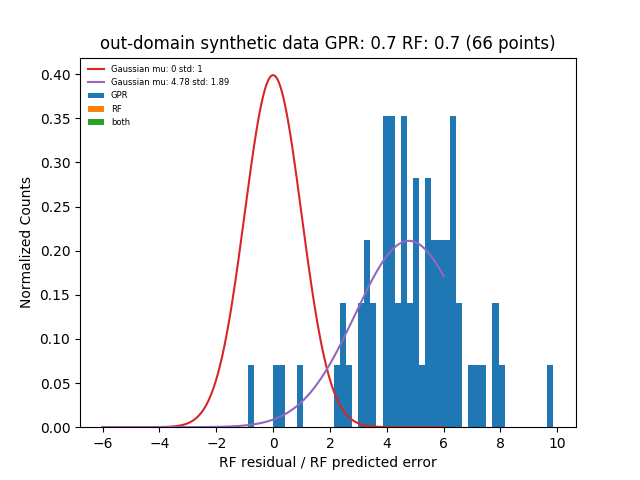 out-domain synthetic data GPR: 0.7 RF: 0.7 (66 points)
Gaussian mu: 0 std: 1
Gaussian mu: 4.78 std: 1.89
GPR
RF
both
0.40
0.35
0.30
0.25
0.20
0.15
0.10
0.05
0.00
Normalized Counts
−6 −4 −2 0 2 4 6 8 10
RF residual / RF predicted error